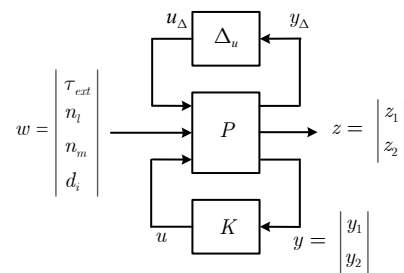 u_Δ Δ_u y_Δ
w = | τ_ext n_l n_m d_i |
P
z = | z_1 z_2
u K y = | y_1 y_2 |